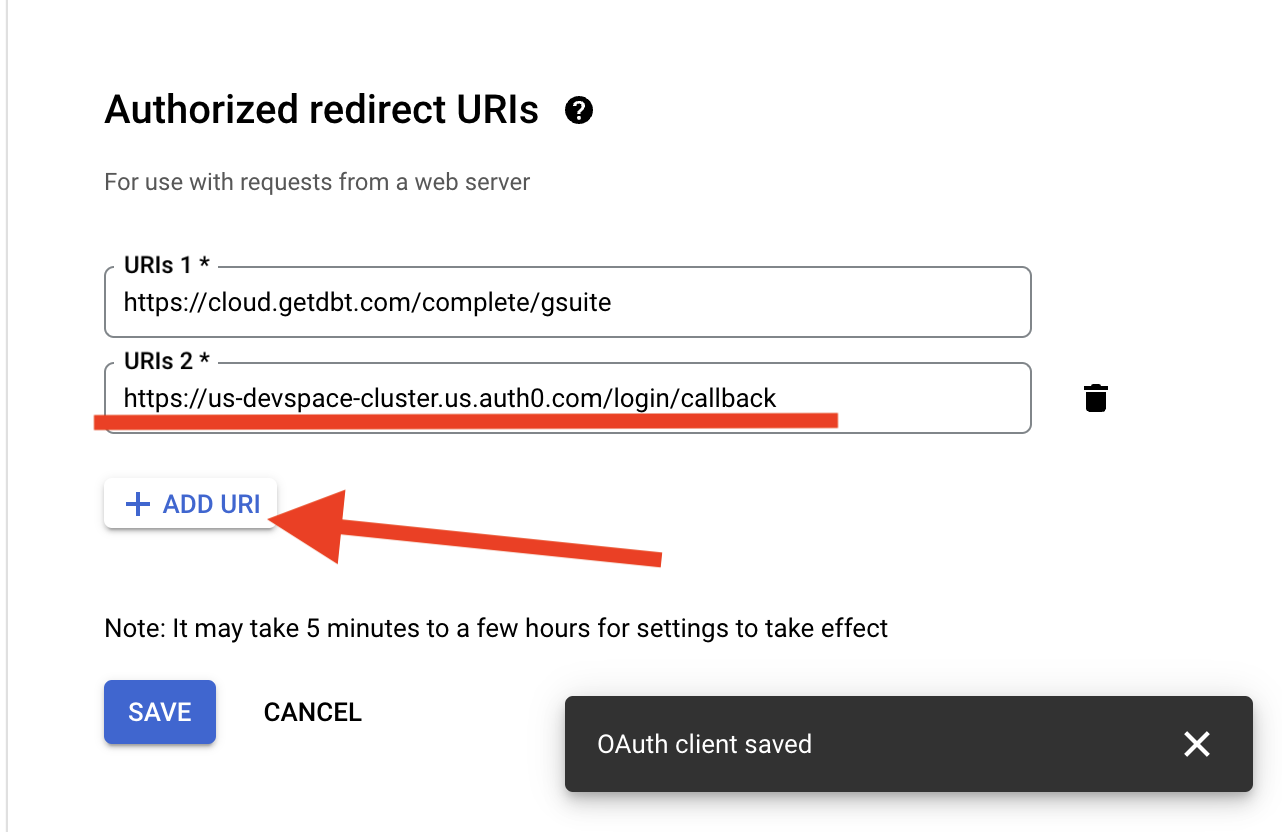 Authorized redirect URIs ?
For use with requests from a web server
URIs 1 *
https://cloud.getdbt.com/complete/gsuite
URIs 2 *
https://us-devspace-cluster.us.auth0.com/login/callback
+ ADD URI
Note: It may take 5 minutes to a few hours for settings to take effect
SAVE CANCEL
OAuth client saved